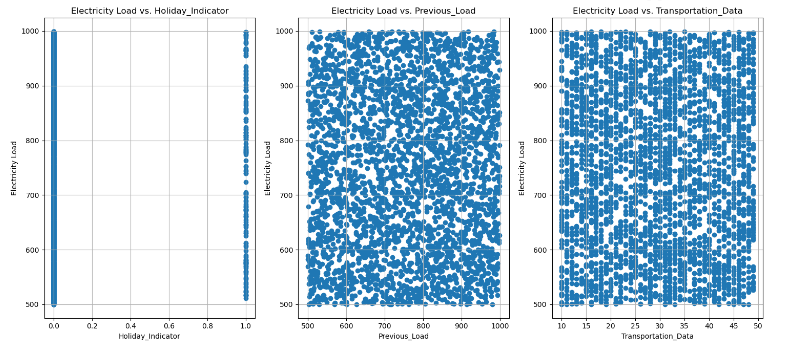 Electricity Load vs. Holiday_Indicator
Electricity Load
1000
900
800
700
600
500
0.0 0.2 0.4 0.6 0.8 1.0
Holiday_Indicator
Electricity Load vs. Previous_Load
Electricity Load
1000
900
800
700
600
500
500 600 700 800 900 1000
Previous_Load
Electricity Load vs. Transportation_Data
Electricity Load
1000
900
800
700
600
500
10 15 20 25 30 35 40 45 50
Transportation_Data